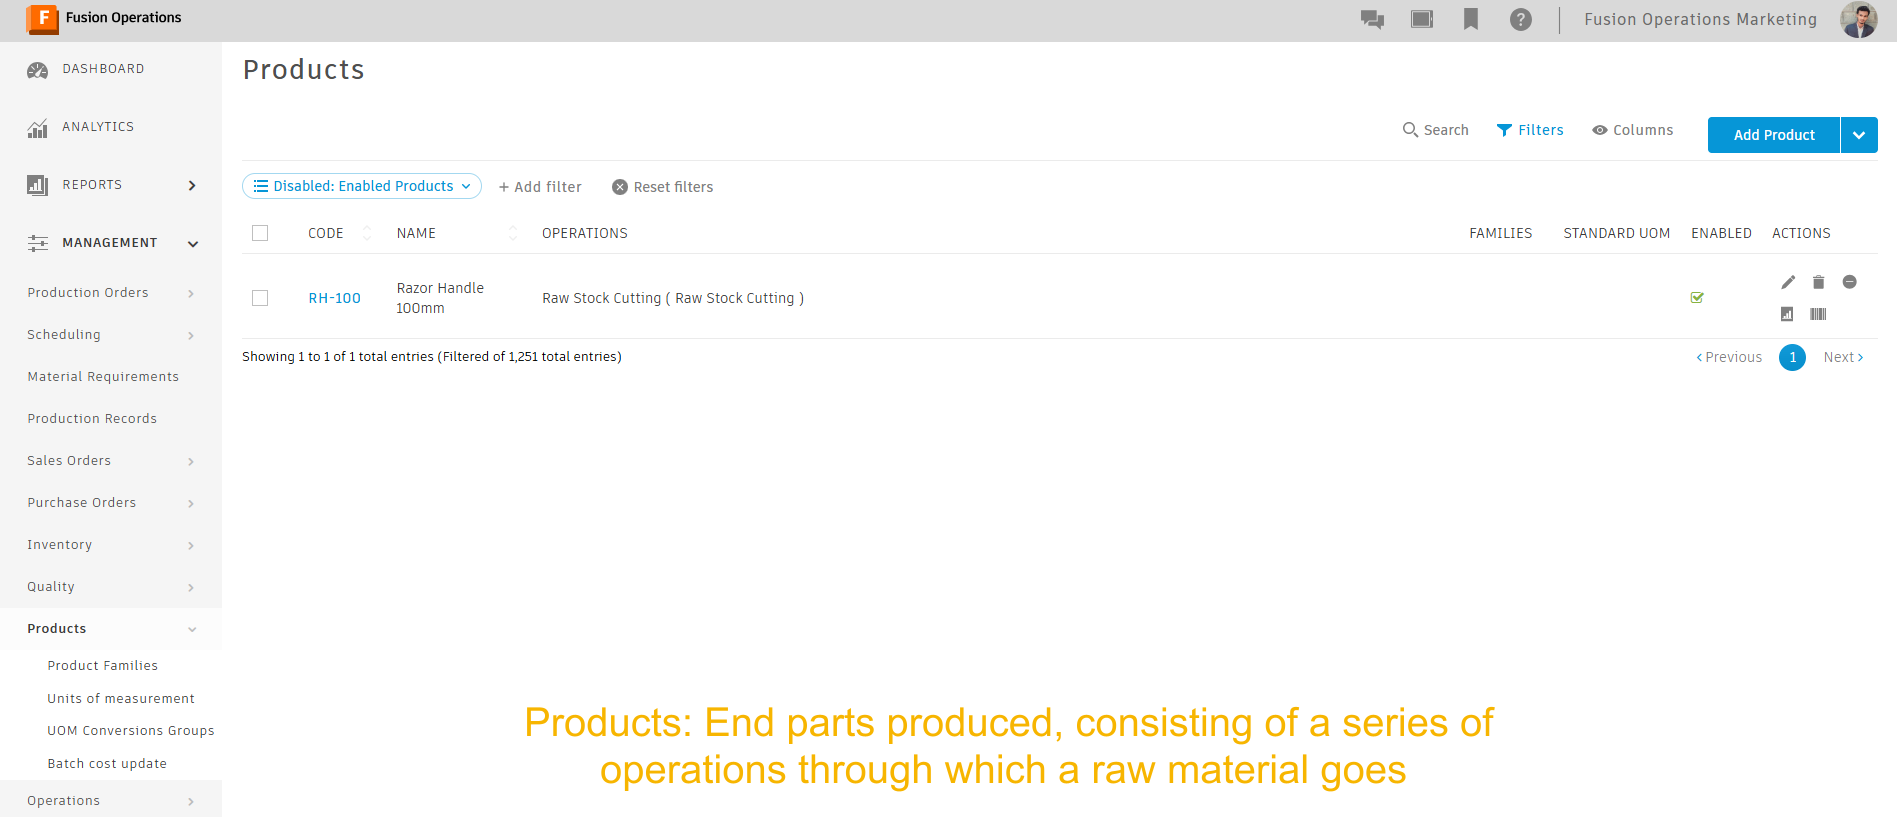 F Fusion Operations
Fusion Operations Marketing
DASHBOARD
ANALYTICS
REPORTS
MANAGEMENT
Production Orders
Scheduling
Material Requirements
Production Records
Sales Orders
Purchase Orders
Inventory
Quality
Products
Product Families
Units of measurement
UOM Conversions Groups
Batch cost update
Operations
Products
Search Filters Columns Add Product
Disabled: Enabled Products + Add filter Reset filters
CODE NAME OPERATIONS FAMILIES STANDARD UOM ENABLED ACTIONS
RH-100 Razor Handle 100mm Raw Stock Cutting ( Raw Stock Cutting )
Showing 1 to 1 of 1 total entries (Filtered of 1,251 total entries)
Previous 1 Next
Products: End parts produced, consisting of a series of
operations through which a raw material goes